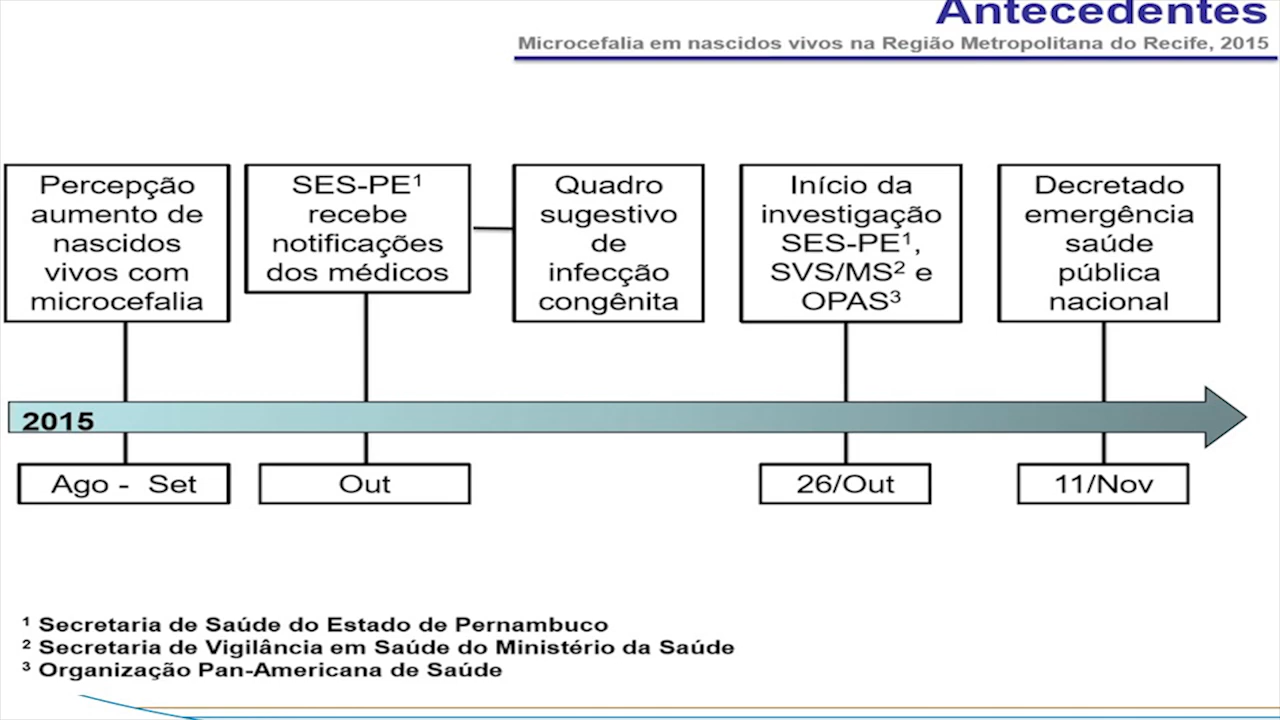 Antecedentes
Microcefalia em nascidos vivos na Região Metropolitana do Recife, 2015
Percepção
aumento de
nascidos
vivos com
microcefalia
SES-PE¹
recebe
notificações
dos médicos
Quadro
sugestivo
de
infecção
congênita
Início da
investigação
SES-PE¹,
SVS/MS² e
OPAS³
Decretado
emergência
saúde
pública
nacional
2015
Ago - Set
Out
26/Out
11/Nov
¹ Secretaria de Saúde do Estado de Pernambuco
² Secretaria de Vigilância em Saúde do Ministério da Saúde
³ Organização Pan-Americana de Saúde